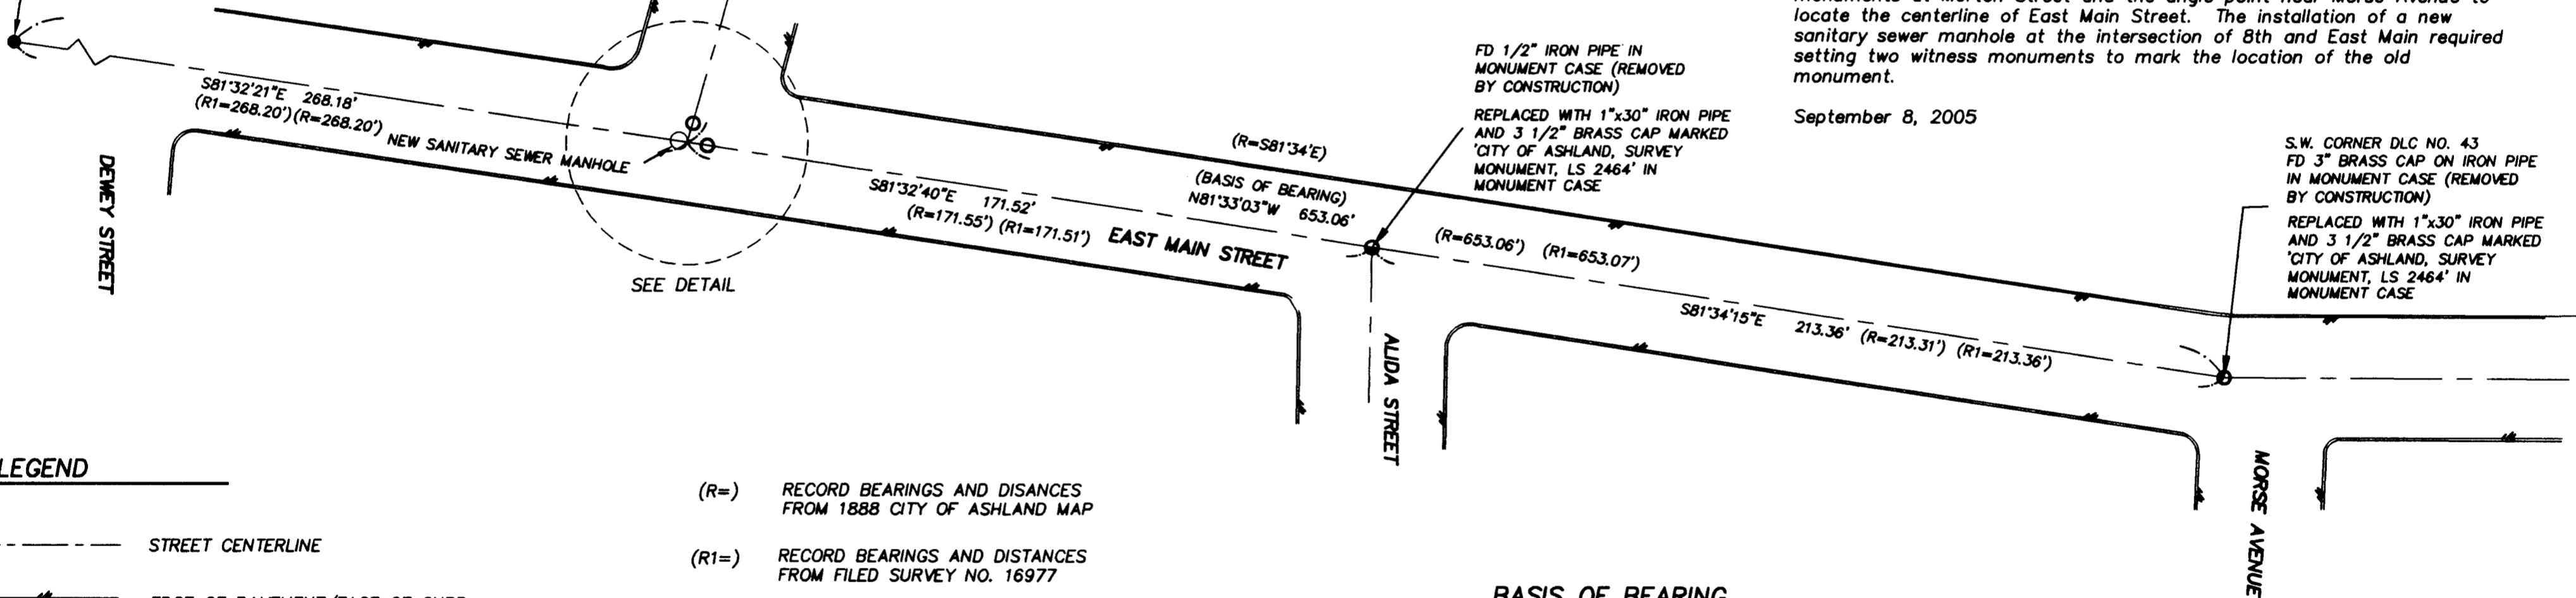 monuments at Morton Street and the angle point near Morse Avenue to
locate the centerline of East Main Street.  The installation of a new
sanitary sewer manhole at the intersection of 8th and East Main required
setting two witness monuments to mark the location of the old
monument.
September 8, 2005
FD 1/2" IRON PIPE IN
MONUMENT CASE (REMOVED
BY CONSTRUCTION)
REPLACED WITH 1"x30" IRON PIPE
AND 3 1/2" BRASS CAP MARKED
'CITY OF ASHLAND, SURVEY
MONUMENT, LS 2464' IN
MONUMENT CASE
S.W. CORNER DLC NO. 43
FD 3" BRASS CAP ON IRON PIPE
IN MONUMENT CASE (REMOVED
BY CONSTRUCTION)
REPLACED WITH 1"x30" IRON PIPE
AND 3 1/2" BRASS CAP MARKED
'CITY OF ASHLAND, SURVEY
MONUMENT, LS 2464' IN
MONUMENT CASE
S81°32'21"E 268.18'
(R1=268.20')(R=268.20')
NEW SANITARY SEWER MANHOLE
DEWEY STREET
SEE DETAIL
(R=S81°34'E)
(BASIS OF BEARING)
N81°33'03"W 653.06'
S81°32'40"E 171.52'
(R=171.55') (R1=171.51')
EAST MAIN STREET
(R=653.06') (R1=653.07')
S81°34'15"E 213.36' (R=213.31') (R1=213.36')
ALIDA STREET
MORSE AVENUE
LEGEND
STREET CENTERLINE
(R=) RECORD BEARINGS AND DISANCES
FROM 1888 CITY OF ASHLAND MAP
(R1=) RECORD BEARINGS AND DISTANCES
FROM FILED SURVEY NO. 16977
BASIS OF BEARING